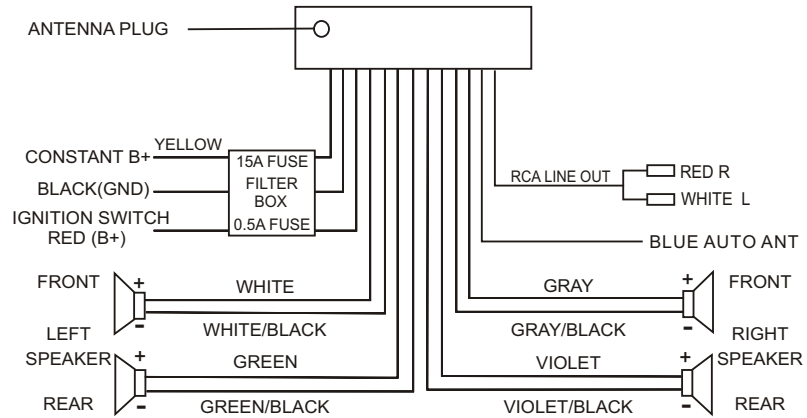 ANTENNA PLUG
YELLOW
CONSTANT B+
15A FUSE
BLACK(GND)
FILTER
BOX
IGNITION SWITCH
RED (B+)
0.5A FUSE
RCA LINE OUT
RED R
WHITE L
BLUE AUTO ANT
FRONT
+
WHITE
-
WHITE/BLACK
LEFT
SPEAKER
+
GREEN
REAR
-
GREEN/BLACK
GRAY
+
FRONT
GRAY/BLACK
-
RIGHT
VIOLET
+
SPEAKER
VIOLET/BLACK
-
REAR